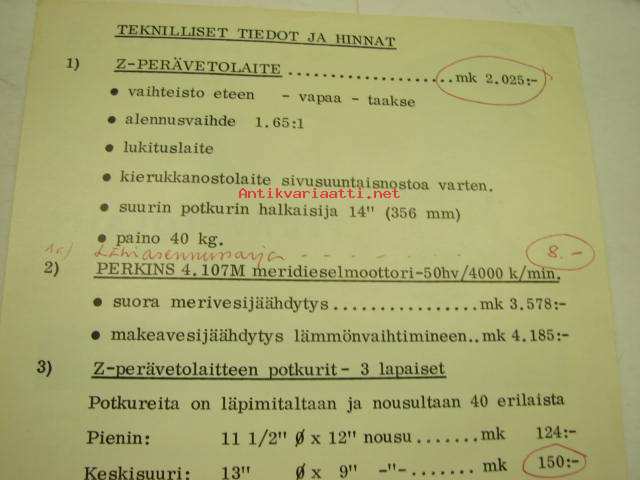 TEKNILLISET TIEDOT JA HINNAT
1) Z-PERÄVETOLAITE ....................mk 2.025:-
● vaihteisto eteen - vapaa - taakse
● alennusvaihde 1.65:1
● lukituslaite
● kierukkanostolaite sivusuuntaisnostoa varten.
Antikvariaatti.net
● suurin potkurin halkaisija 14" (356 mm)
● paino 40 kg.
1a) - - - - - - - 8.-
2) PERKINS 4.107M meridieselmoottori-50hv/4000 k/min.
● suora merivesijäähdytys................mk 3.578:-
● makeavesijäähdytys lämmönvaihtimineen..mk 4.185:-
3) Z-perävetolaitteen potkurit - 3 lapaiset
Potkureita on läpimitaltaan ja nousultaan 40 erilaista
Pienin: 11 1/2" Ø x 12" nousu .......mk 124:-
Keskisuuri: 13" Ø x 9" -"- ....... mk 150:-